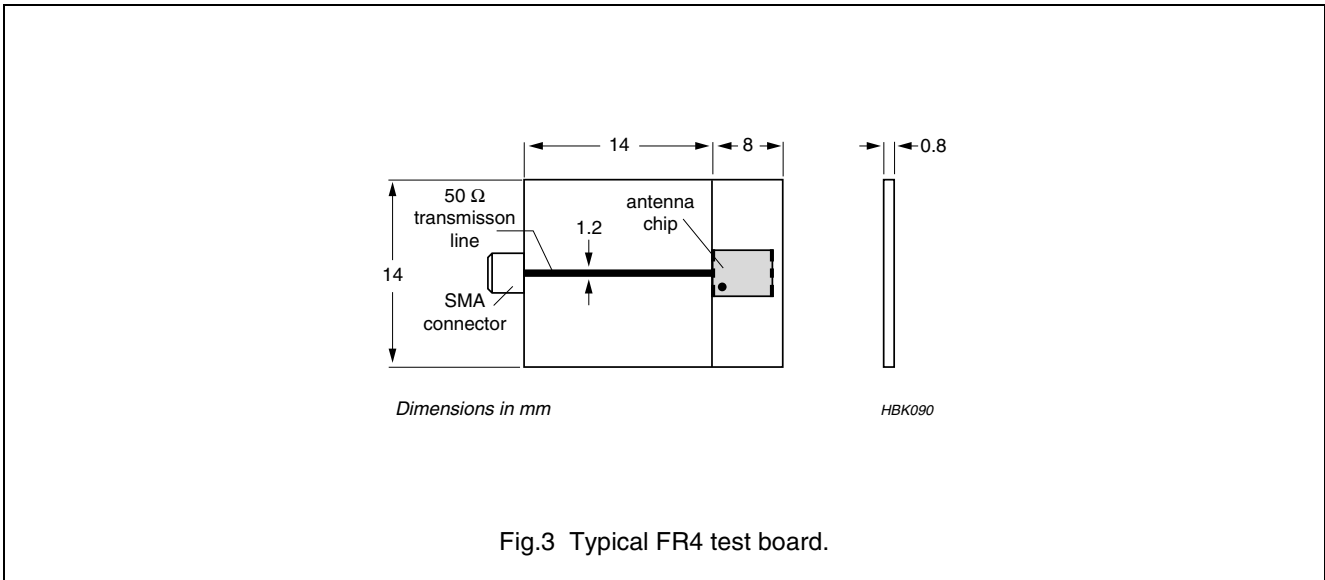 14
8
0.8
50 Ω
transmisson
line
1.2
antenna
chip
14
SMA
connector
Dimensions in mm
HBK090
Fig.3 Typical FR4 test board.